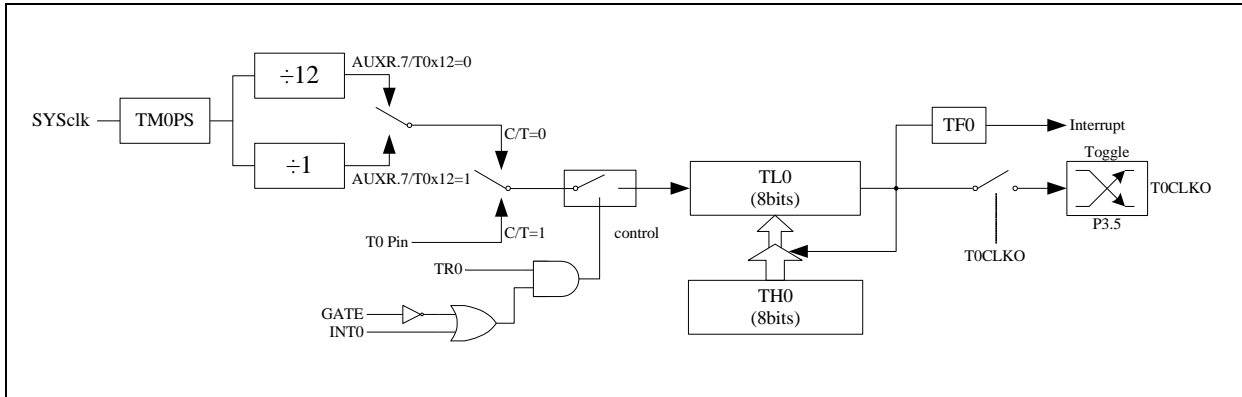 SYSclk
TM0PS
÷12
÷1
AUXR.7/T0x12=0
AUXR.7/T0x12=1
C/T=0
T0 Pin
C/T=1
TR0
GATE
INT0
control
TL0
(8bits)
TH0
(8bits)
TF0
Interrupt
T0CLKO
Toggle
P3.5
T0CLKO